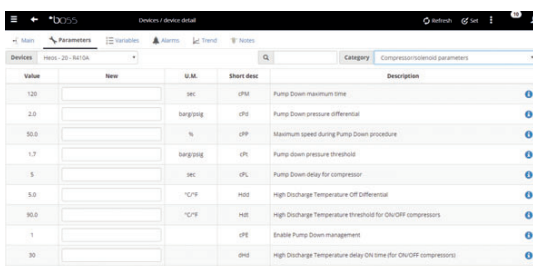 boss Devices / device detail Refresh Set 16
Main Parameters Variables Alarms Trend Notes
Devices Heos - 20 - R410A Category Compressor/solenoid parameters
Value New U.M. Short desc Description
120 sec cPM Pump Down maximum time
2.0 barg/psig cPd Pump Down pressure differential
50.0 % cPP Maximum speed during Pump Down procedure
1.7 barg/psig cPt Pump down pressure threshold
5 sec cPL Pump Down delay for compressor
5.0 °C/°F Hdd High Discharge Temperature Off Differential
90.0 °C/°F Hdt High Discharge Temperature threshold for ON/OFF compressors
1 cPE Enable Pump Down management
30 dHd High Discharge Temperature delay ON time (for ON/OFF compressors)